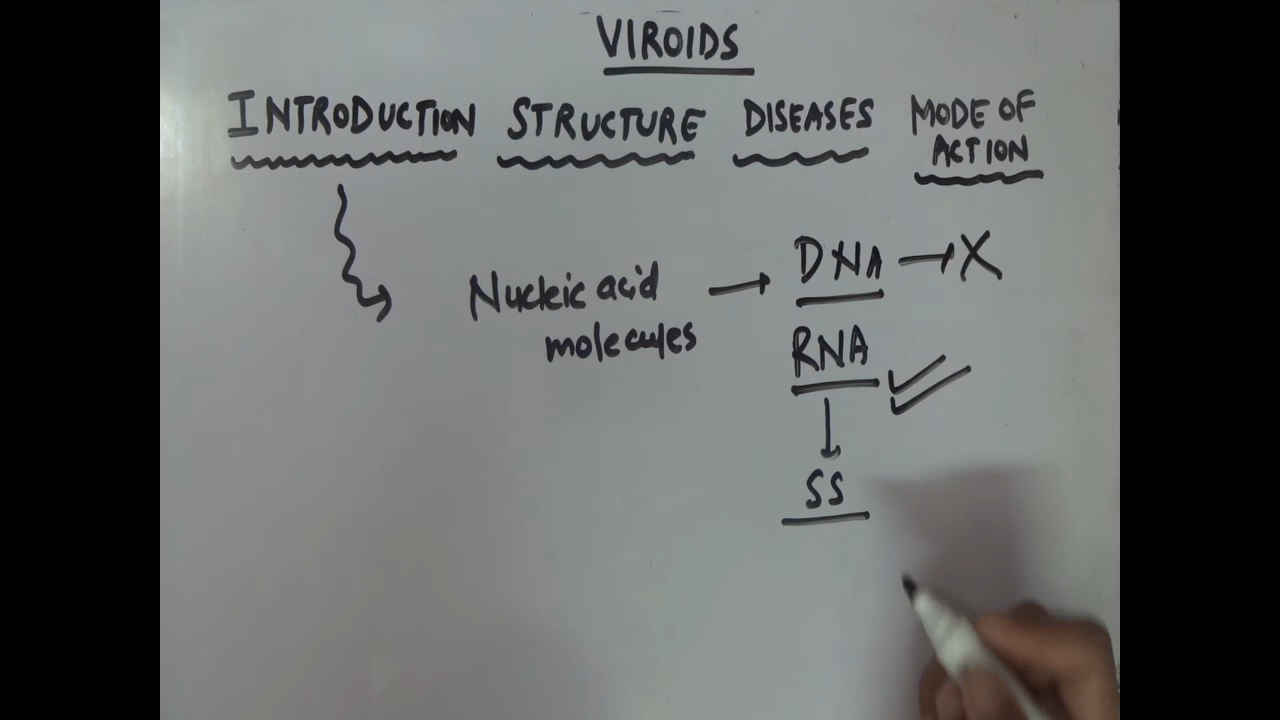 VIROIDS
INTRODUCTION STRUCTURE DISEASES MODE OF ACTION
Nucleic acid molecules → DNA → X
RNA ✓✓
↓
SS